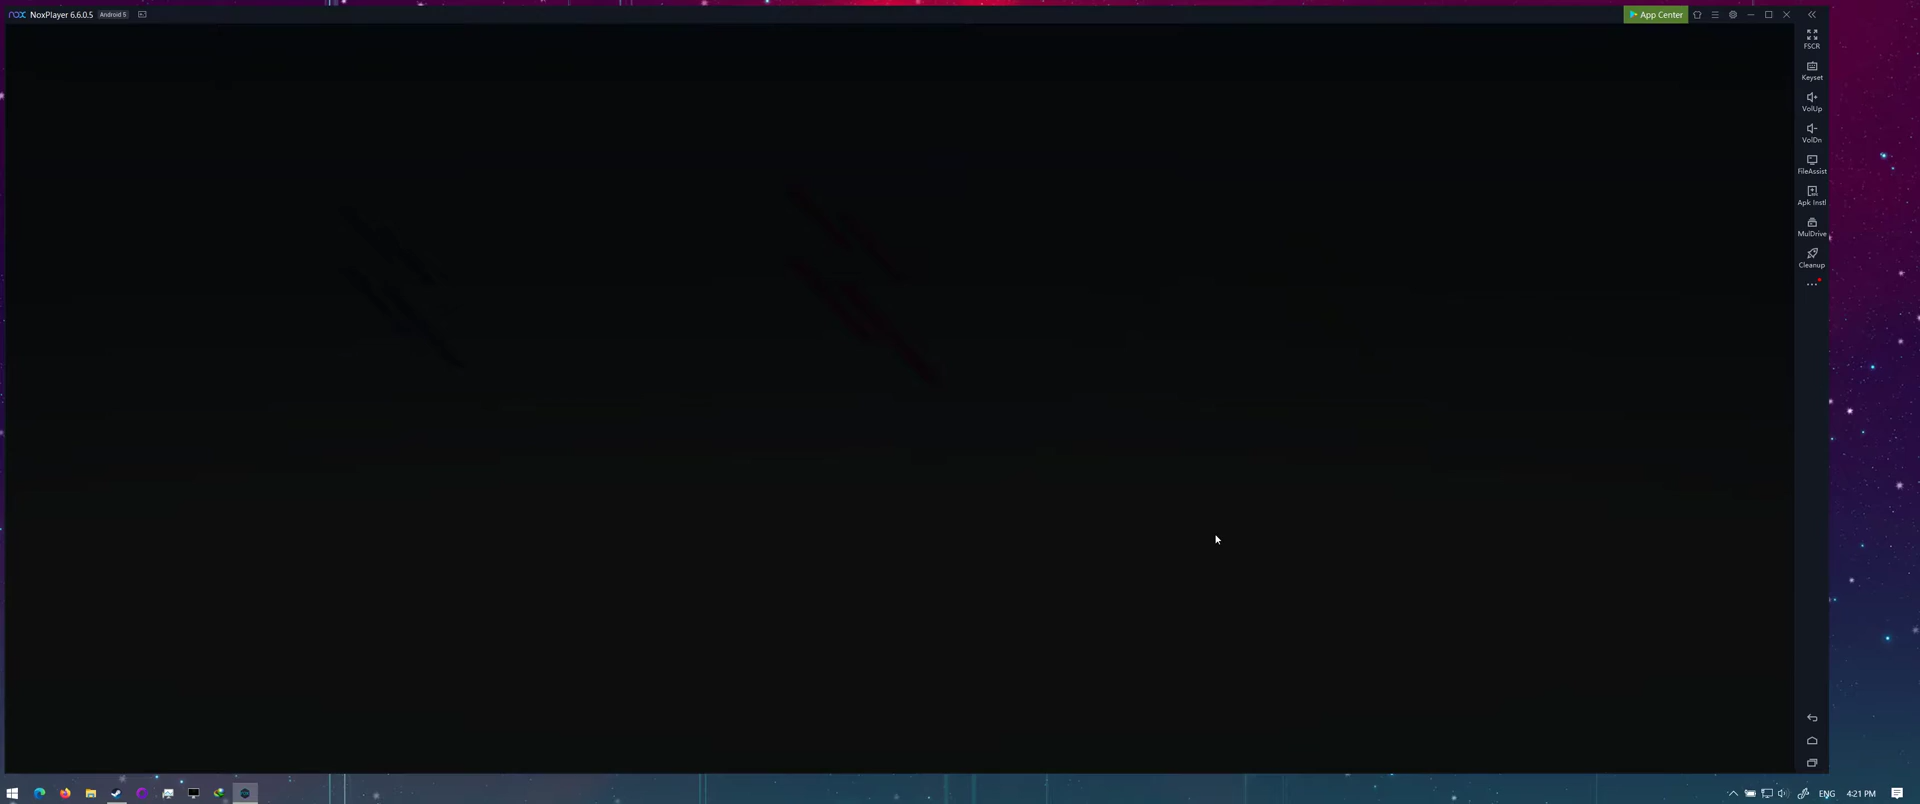 nox NoxPlayer 6.6.0.5 Android 5
App Center
FSCR
Keyset
VolUp
VolDn
FileAssist
Apk Instl
MulDrive
Cleanup
ENG 4:21 PM